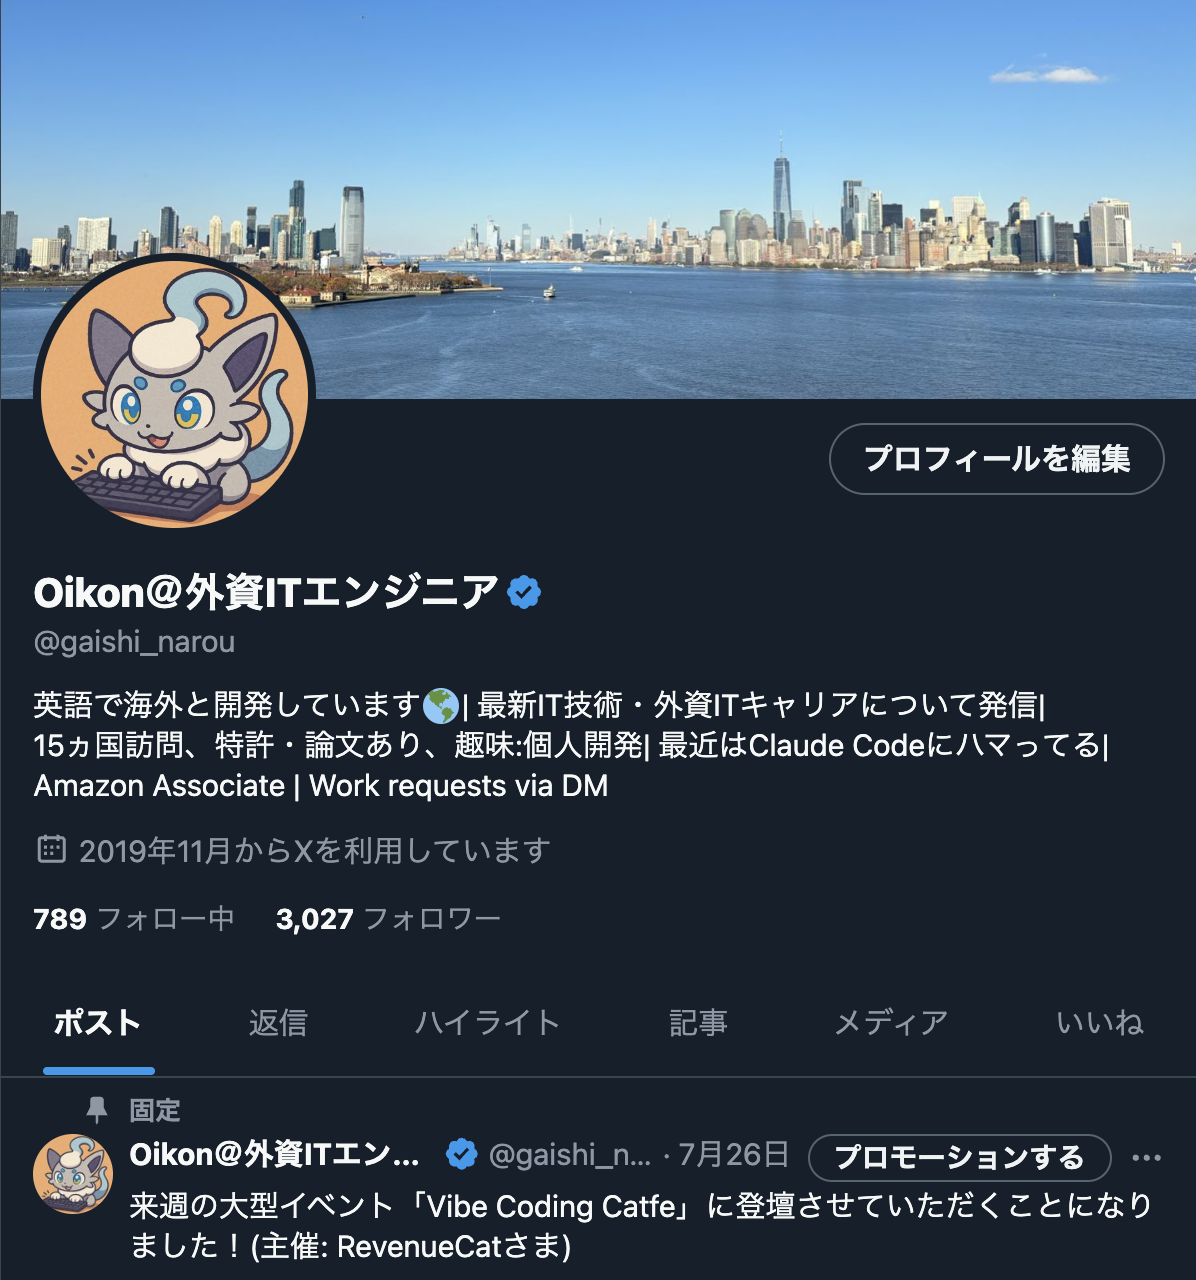 プロフィールを編集
Oikon@外資ITエンジニア
@gaishi_narou
英語で海外と開発しています🌎| 最新IT技術・外資ITキャリアについて発信|
15ヵ国訪問、特許・論文あり、趣味:個人開発| 最近はClaude Codeにハマってる|
Amazon Associate | Work requests via DM
2019年11月からXを利用しています
789 フォロー中 3,027 フォロワー
ポスト 返信 ハイライト 記事 メディア いいね
固定
Oikon@外資ITエン... @gaishi_n... · 7月26日 プロモーションする
来週の大型イベント「Vibe Coding Catfe」に登壇させていただくことになり
ました！(主催: RevenueCatさま)